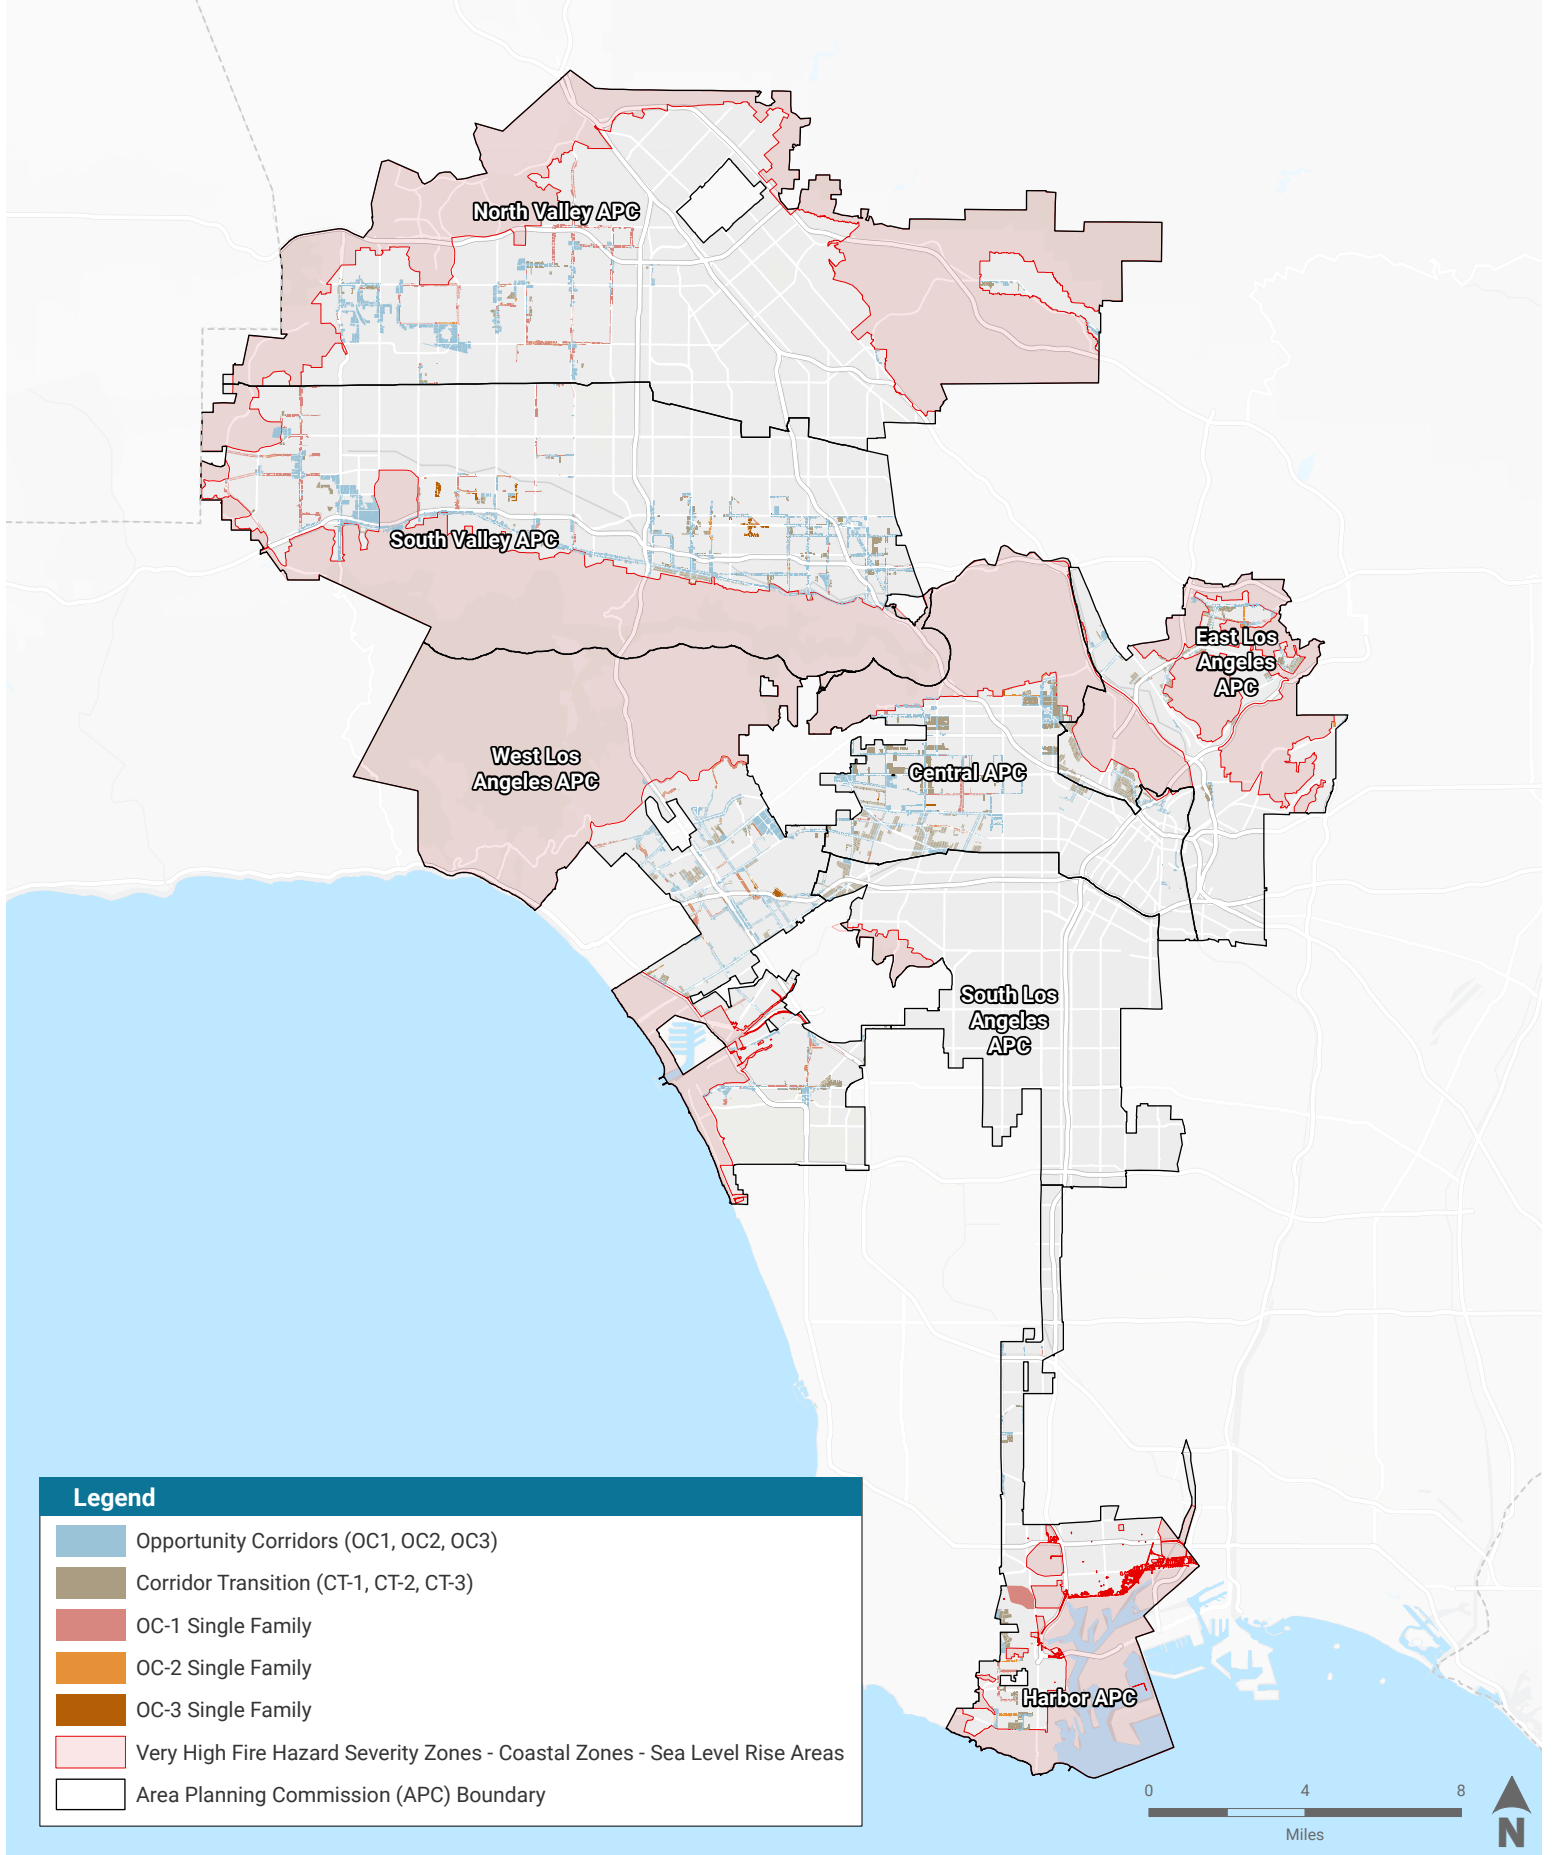 North Valley APC
South Valley APC
East Los
Angeles
APC
West Los
Angeles APC
Central APC
South Los
Angeles
APC
Harbor APC
Legend
Opportunity Corridors (OC1, OC2, OC3)
Corridor Transition (CT-1, CT-2, CT-3)
OC-1 Single Family
OC-2 Single Family
OC-3 Single Family
Very High Fire Hazard Severity Zones - Coastal Zones - Sea Level Rise Areas
Area Planning Commission (APC) Boundary
0 4 8
Miles
N